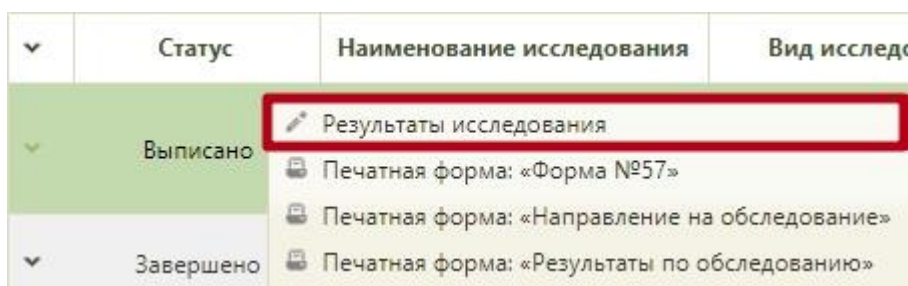 Статус Наименование исследования Вид исслед
Результаты исследования
Выписано
Печатная форма: «Форма №57»
Печатная форма: «Направление на обследование»
Завершено
Печатная форма: «Результаты по обследованию»